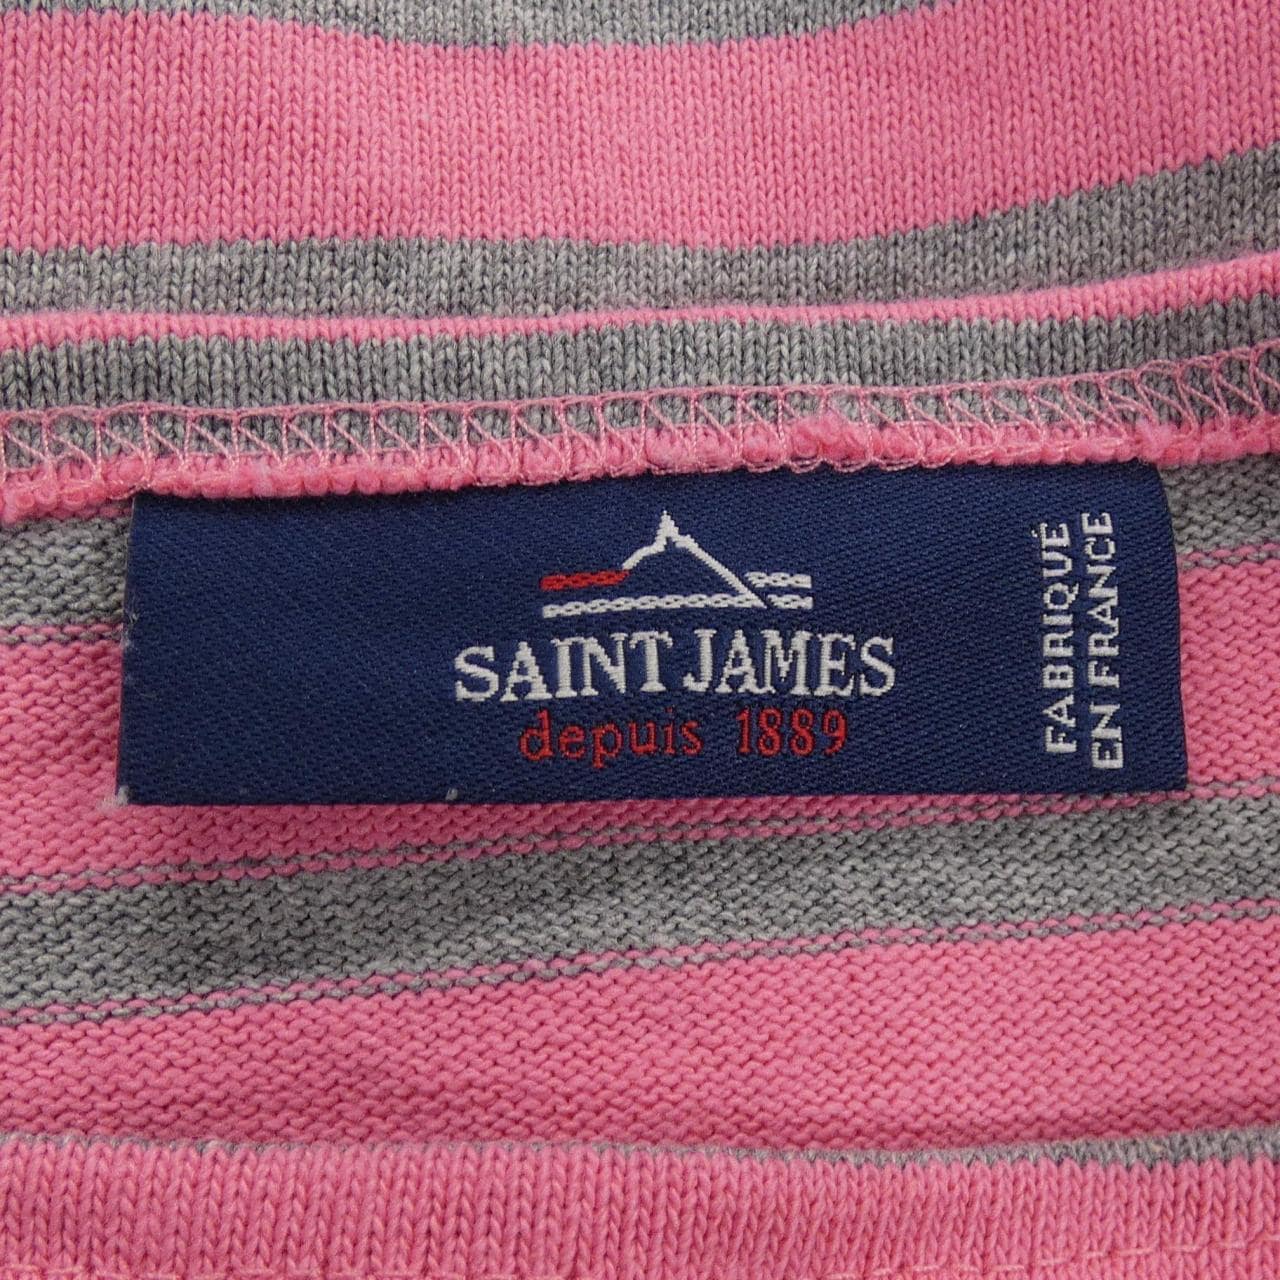 SAINT JAMES
depuis 1889
FABRIQUÉ
EN FRANCE